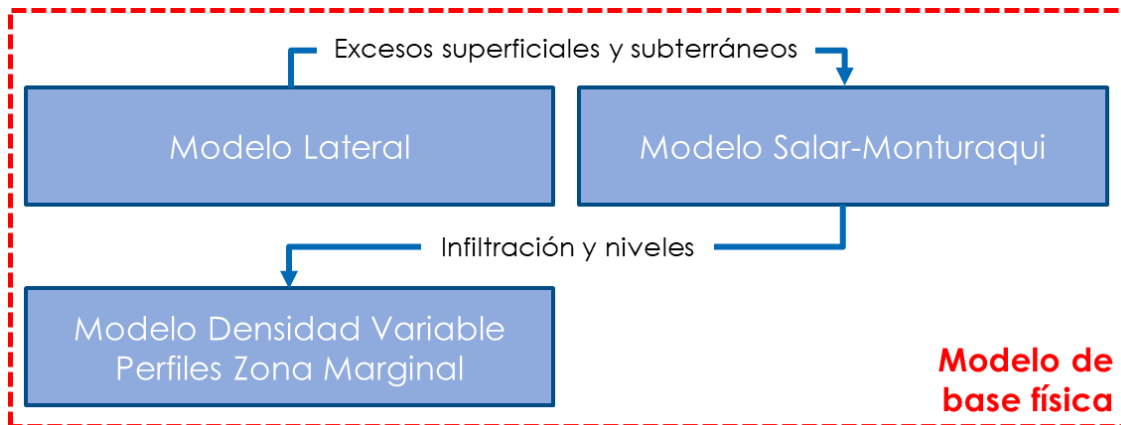 Excesos superficiales y subterráneos
Modelo Lateral
Modelo Salar-Monturaqui
Infiltración y niveles
Modelo Densidad Variable
Perfiles Zona Marginal
Modelo de
base física